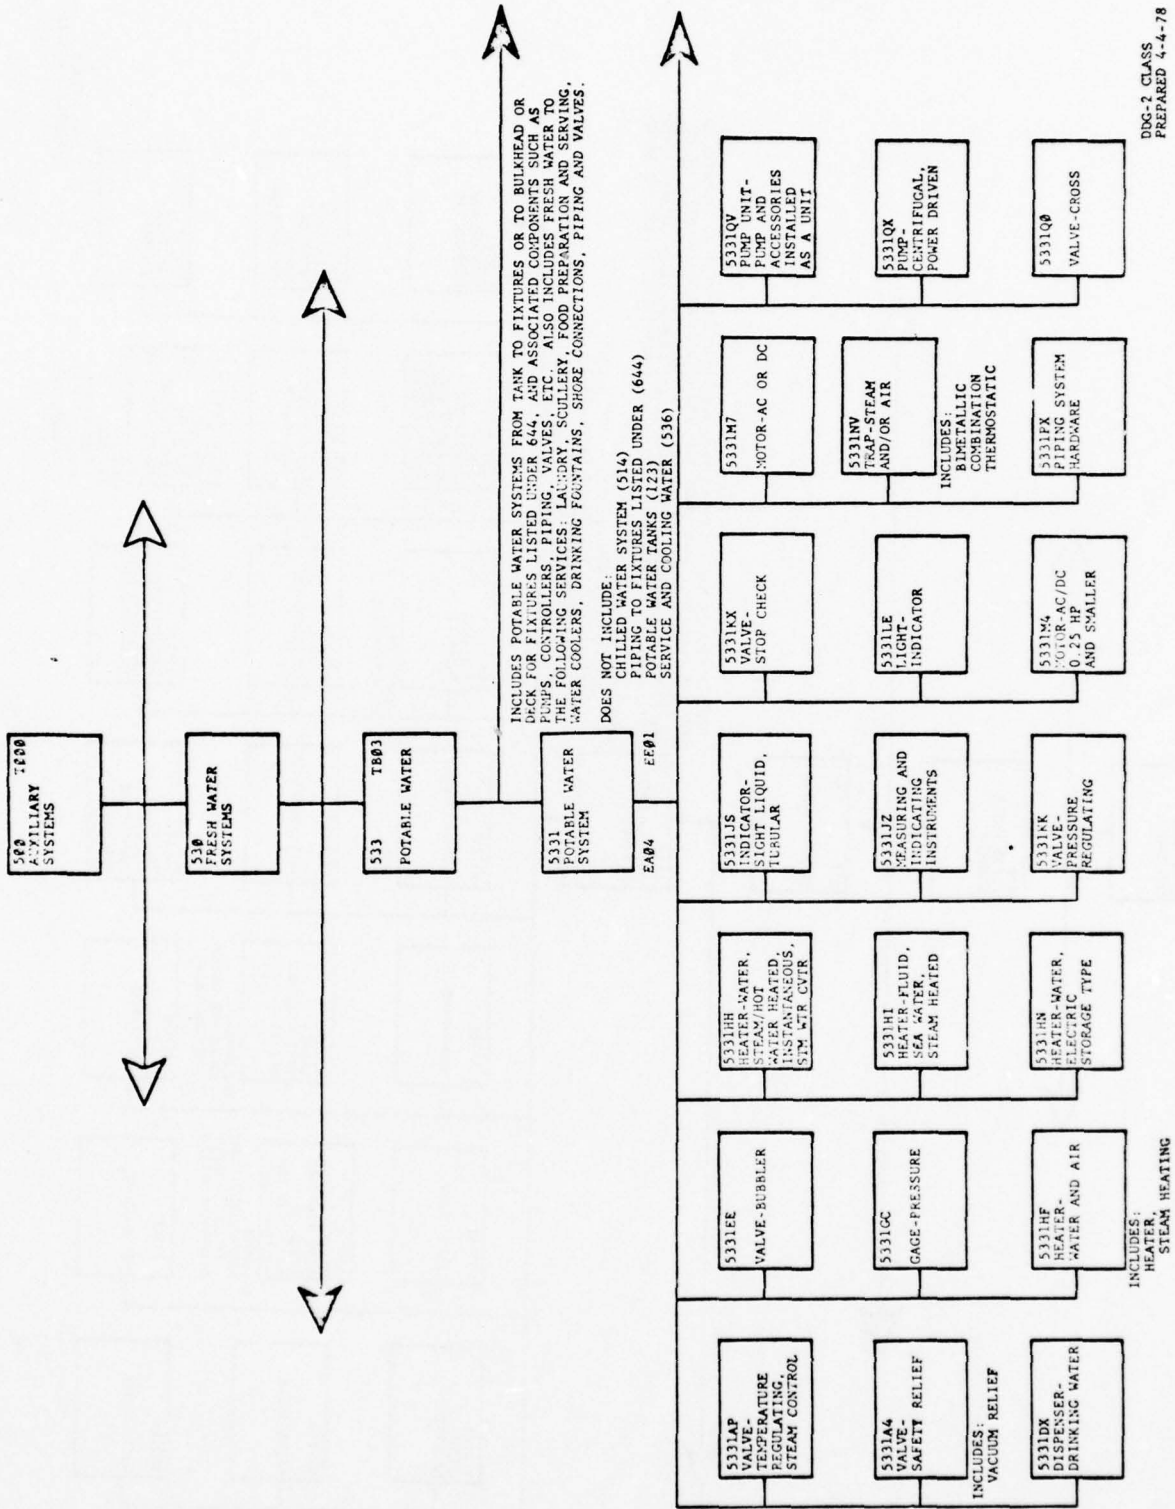 500 T000
AUXILIARY
SYSTEMS
530
FRESH WATER
SYSTEMS
533 TB03
POTABLE WATER
INCLUDES POTABLE WATER SYSTEMS FROM TANK TO FIXTURES OR TO BULKHEAD OR
DECK FOR FIXTURES LISTED UNDER 644, AND ASSOCIATED COMPONENTS SUCH AS
PUMPS, CONTROLLERS, PIPING, VALVES, ETC. ALSO INCLUDES FRESH WATER TO
THE FOLLOWING SERVICES: LAUNDRY, SCULLERY, FOOD PREPARATION AND SERVING,
WATER COOLERS, DRINKING FOUNTAINS, SHORE CONNECTIONS, PIPING AND VALVES.
DOES NOT INCLUDE:
CHILLED WATER SYSTEM (514)
PIPING TO FIXTURES LISTED UNDER (644)
POTABLE WATER TANKS (123)
SERVICE AND COOLING WATER (536)
5331
POTABLE WATER
SYSTEM
EA04 EE01
5331AP
VALVE-
TEMPERATURE
REGULATING,
STEAM CONTROL
5331A4
VALVE-
SAFETY RELIEF
INCLUDES:
VACUUM RELIEF
5331DX
DISPENSER-
DRINKING WATER
5331EE
VALVE-BUBBLER
5331GC
GAGE-PRESSURE
5331HF
HEATER-
WATER AND AIR
INCLUDES:
HEATER,
STEAM HEATING
5331HH
HEATER-WATER,
STEAM/HOT
WATER HEATED,
INSTANTANEOUS,
STM WTR CVTR
5331HI
HEATER-FLUID,
SEA WATER,
STEAM HEATED
5331HN
HEATER-WATER,
ELECTRIC
STORAGE TYPE
5331JS
INDICATOR-
SIGHT LIQUID,
TUBULAR
5331JZ
MEASURING AND
INDICATING
INSTRUMENTS
5331KK
VALVE-
PRESSURE
REGULATING
5331KX
VALVE-
STOP CHECK
5331LE
LIGHT-
INDICATOR
5331M4
MOTOR-AC/DC
0.25 HP
AND SMALLER
5331M7
MOTOR-AC OR DC
5331NV
TRAP-STEAM
AND/OR AIR
INCLUDES:
BIMETALLIC
COMBINATION
THERMOSTATIC
5331PX
PIPING SYSTEM
HARDWARE
5331QV
PUMP UNIT-
PUMP AND
ACCESSORIES
INSTALLED
AS A UNIT
5331QX
PUMP-
CENTRIFUGAL,
POWER DRIVEN
5331Q0
VALVE-CROSS
DDG-2 CLASS
PREPARED 4-4-78